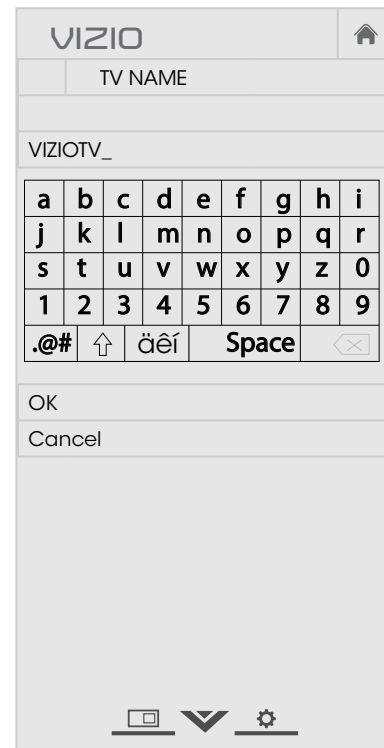 VIZIO
TV NAME
VIZIOTV_
a b c d e f g h i
j k l m n o p q r
s t u v w x y z 0
1 2 3 4 5 6 7 8 9
.@# äêí Space
OK
Cancel